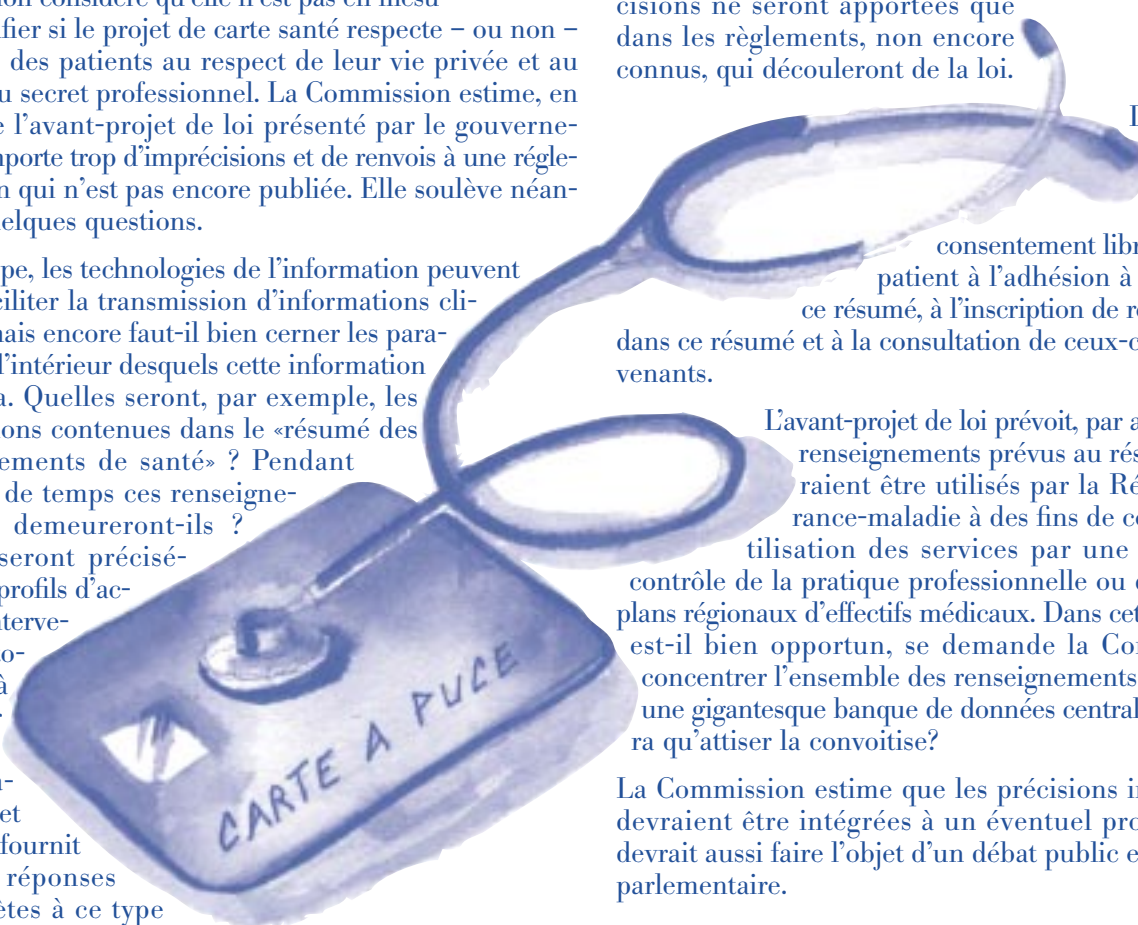 ion considère qu'elle n'est pas en mesu
ifier si le projet de carte santé respecte – ou non –
des patients au respect de leur vie privée et au
u secret professionnel. La Commission estime, en
e l'avant-projet de loi présenté par le gouverne-
mporte trop d'imprécisions et de renvois à une régle-
n qui n'est pas encore publiée. Elle soulève néan-
elques questions.
pe, les technologies de l'information peuvent
ciliter la transmission d'informations cli-
nais encore faut-il bien cerner les para-
l'intérieur desquels cette information
a. Quelles seront, par exemple, les
ions contenues dans le «résumé des
ements de santé» ? Pendant
de temps ces renseigne-
demeureront-ils ?
seront précisé-
profils d'ac-
terve-
o-
à
et
fournit
réponses
ètes à ce type
CARTE A PUCE
cisions ne seront apportées que
dans les règlements, non encore
connus, qui découleront de la loi.
consentement libr
patient à l'adhésion à
ce résumé, à l'inscription de r
dans ce résumé et à la consultation de ceux-c
venants.
L'avant-projet de loi prévoit, par a
renseignements prévus au rés
raient être utilisés par la Ré
rance-maladie à des fins de c
tilisation des services par une
contrôle de la pratique professionnelle ou
plans régionaux d'effectifs médicaux. Dans cet
est-il bien opportun, se demande la Co
concentrer l'ensemble des renseignements
une gigantesque banque de données central
ra qu'attiser la convoitise?
La Commission estime que les précisions i
devraient être intégrées à un éventuel pro
devrait aussi faire l'objet d'un débat public e
parlementaire.